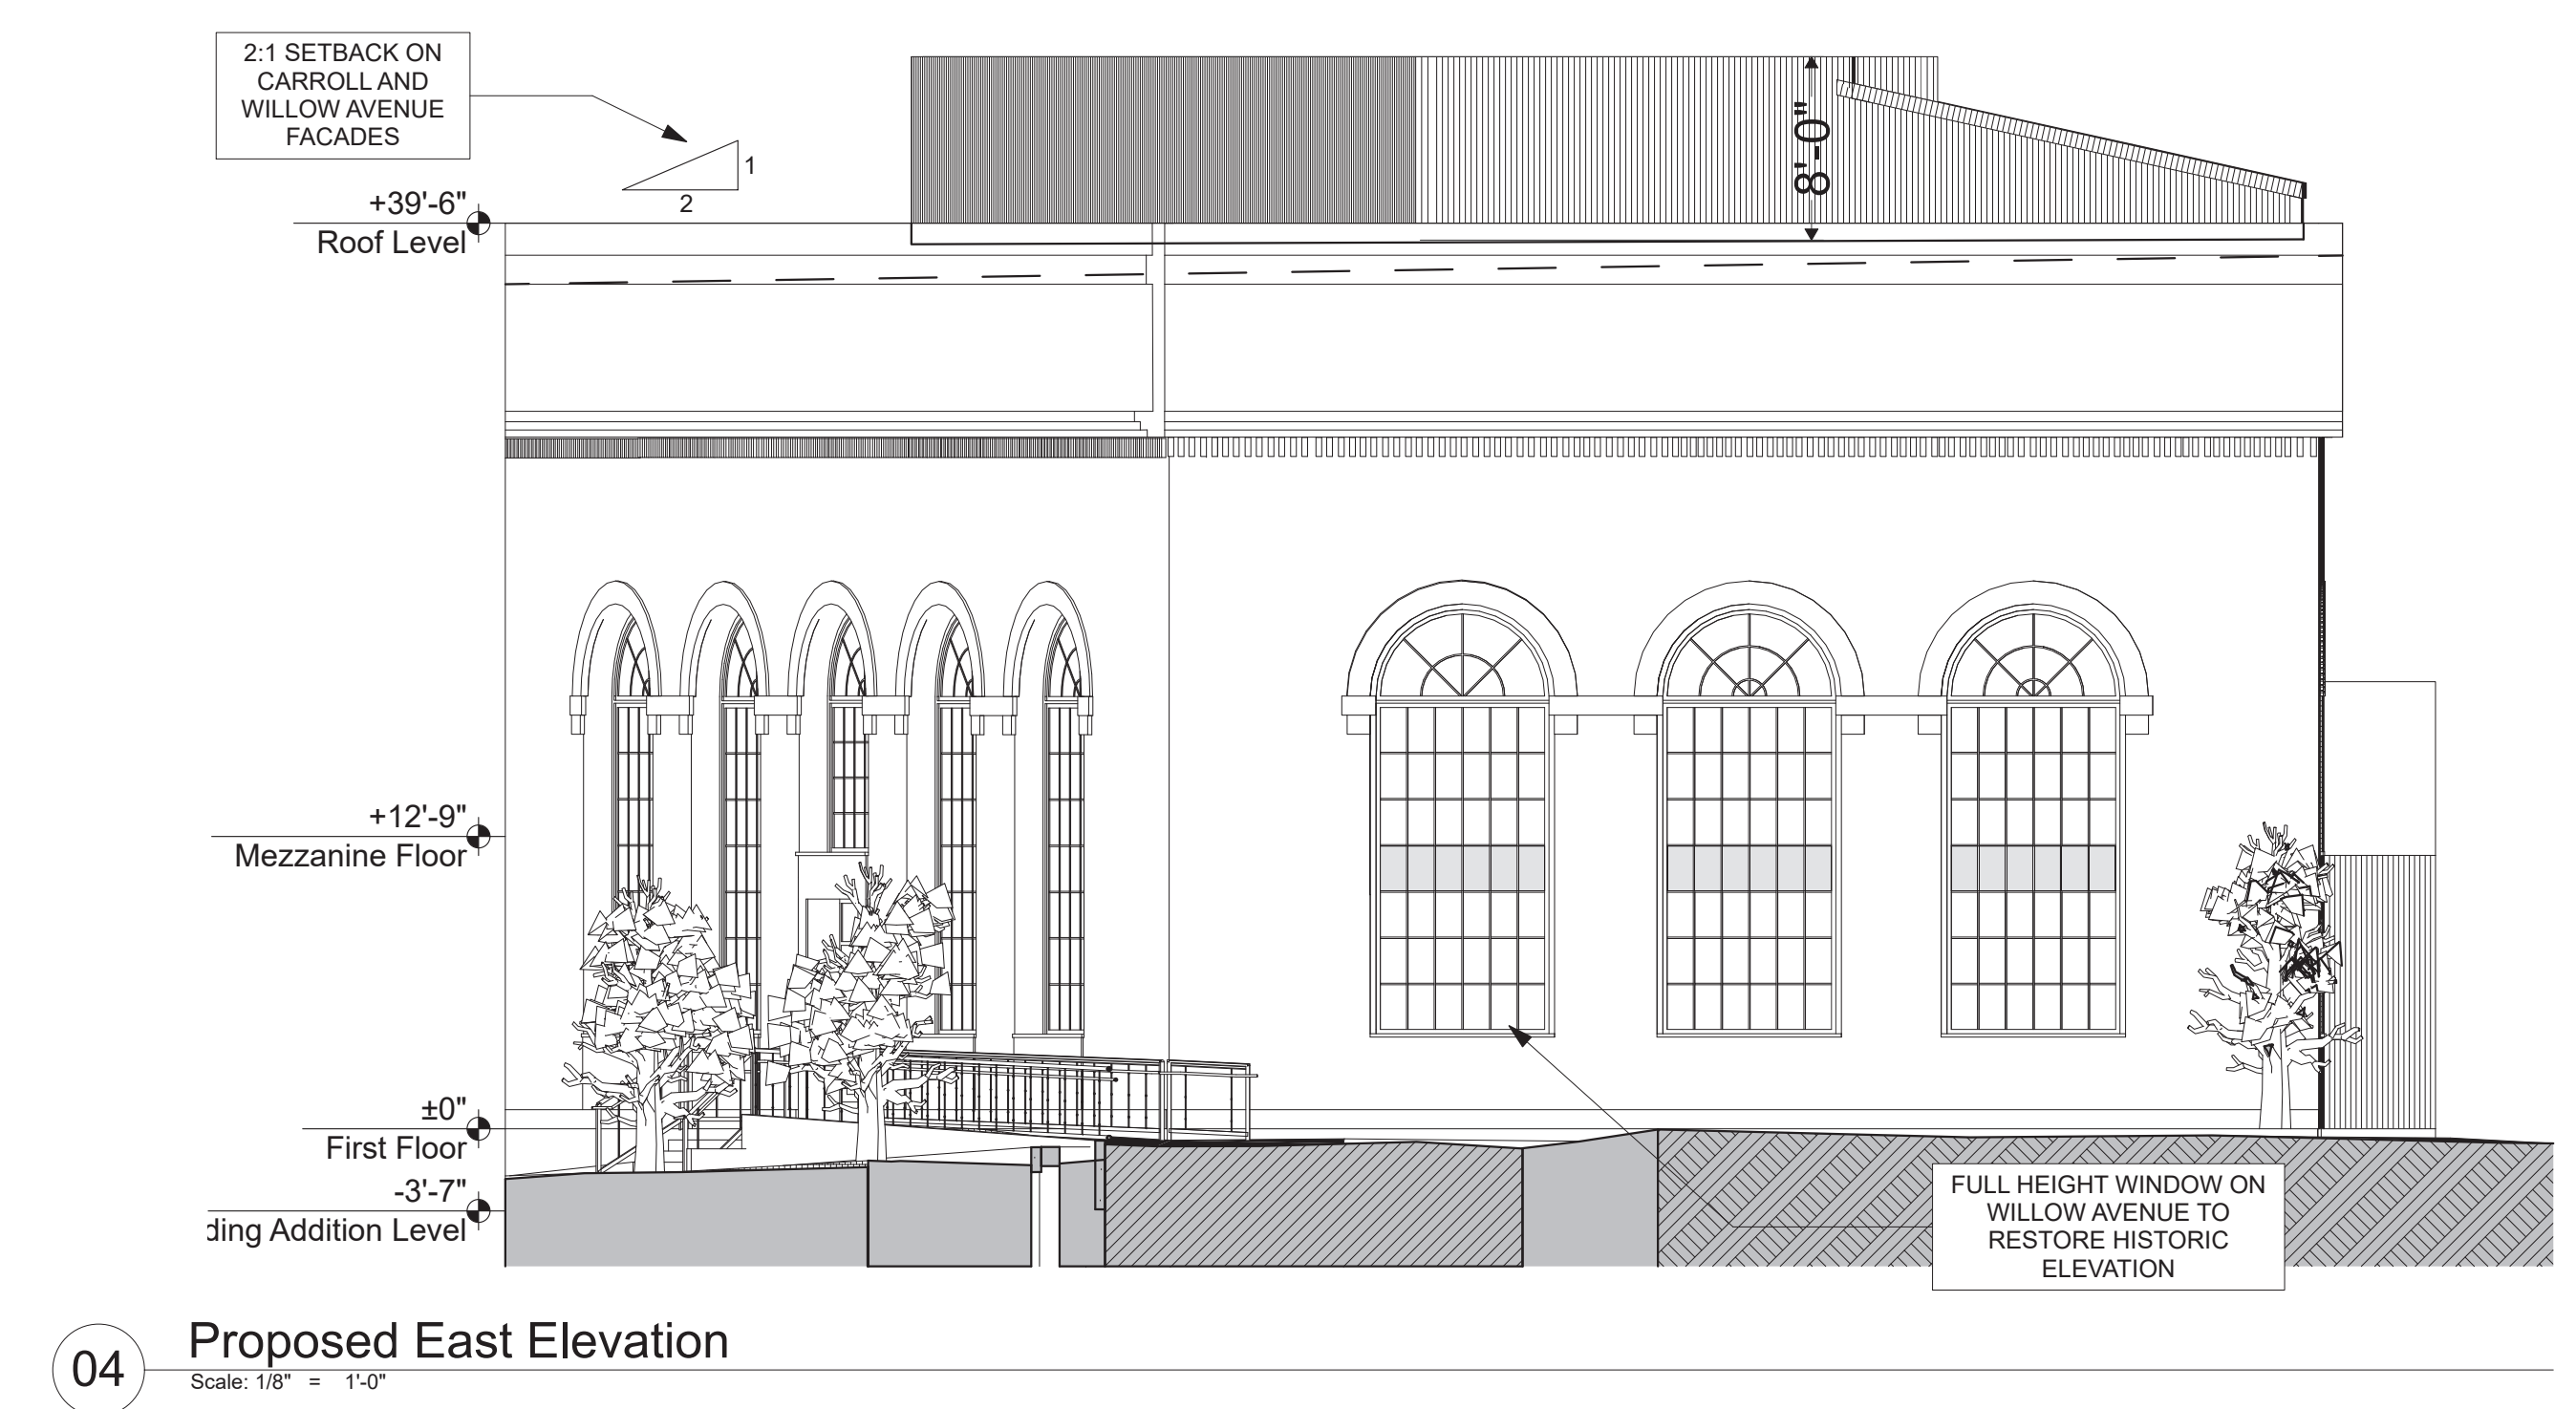 2:1 SETBACK ON
CARROLL AND
WILLOW AVENUE
FACADES
1
2
8'-0"
+39'-6"
Roof Level
+12'-9"
Mezzanine Floor
±0"
First Floor
-3'-7"
ding Addition Level
FULL HEIGHT WINDOW ON
WILLOW AVENUE TO
RESTORE HISTORIC
ELEVATION
04
Proposed East Elevation
Scale: 1/8" = 1'-0"